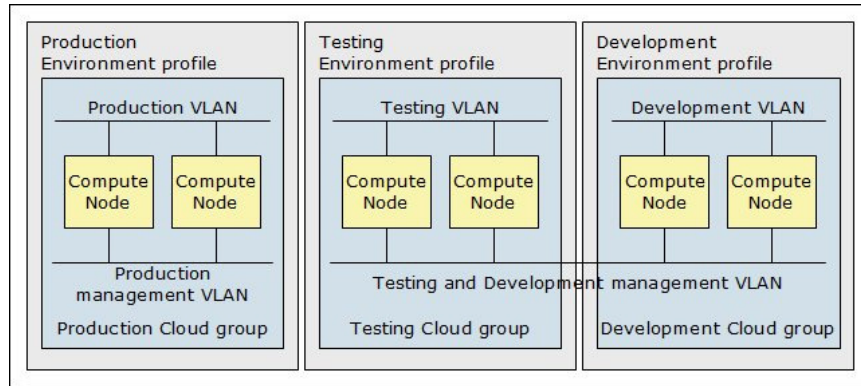 Production
Environment profile
Production VLAN
Compute
Node
Compute
Node
Production
management VLAN
Production Cloud group
Testing
Environment profile
Testing VLAN
Compute
Node
Compute
Node
Testing and Development management VLAN
Testing Cloud group
Development
Environment profile
Development VLAN
Compute
Node
Compute
Node
Development Cloud group